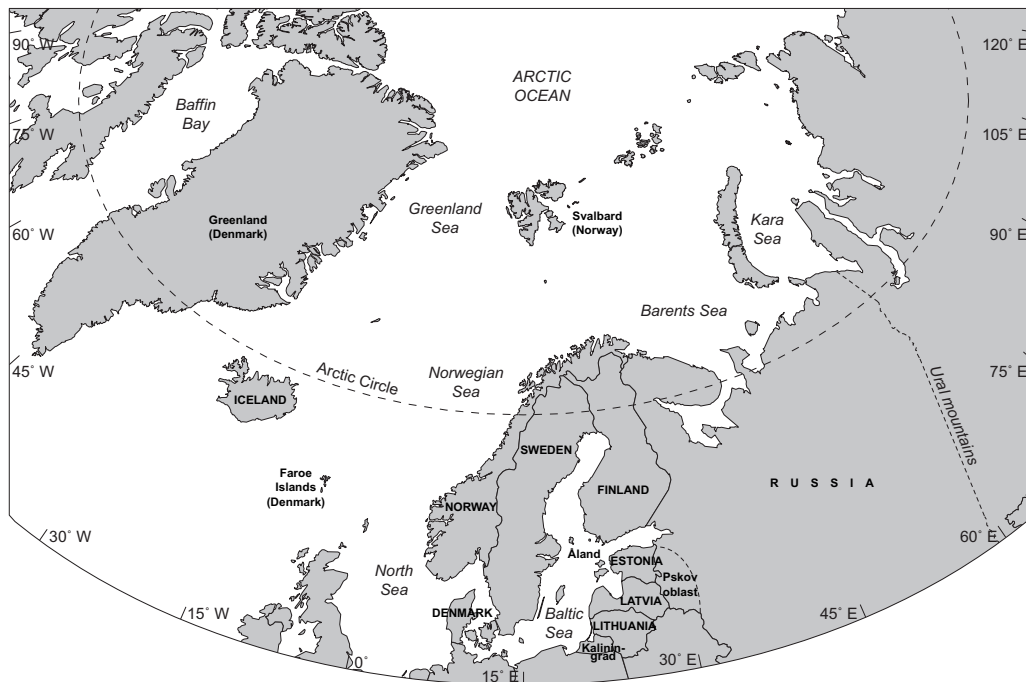 90˚ W
120˚ E
ARCTIC
OCEAN
Baffin
Bay
75˚ W
105˚ E
Greenland
(Denmark)
Greenland
Sea
Svalbard
(Norway)
Kara
Sea
60˚ W
90˚ E
Barents Sea
45˚ W
Arctic Circle
Norwegian
Sea
75˚ E
ICELAND
Ural mountains
SWEDEN
Faroe
Islands
(Denmark)
NORWAY
FINLAND
R U S S I A
30˚ W
60˚ E
Åland
ESTONIA
North
Sea
Pskov
oblast
LATVIA
15˚ W
DENMARK
Baltic
Sea
LITHUANIA
45˚ E
Kalinin-
grad
0˚
15˚ E
30˚ E